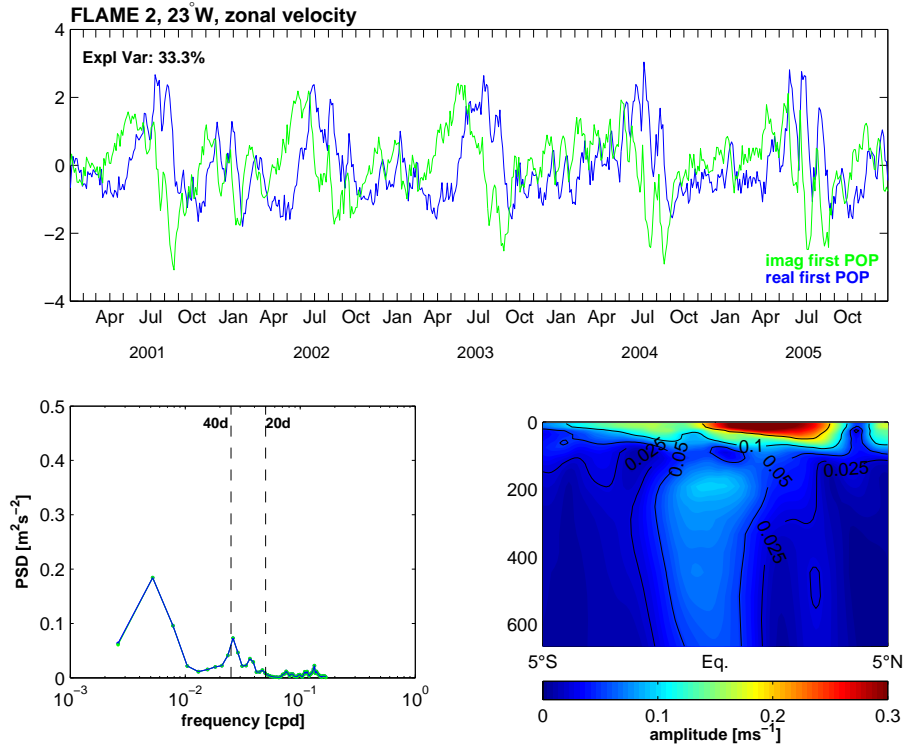 FLAME 2, 23°W, zonal velocity
4
2
0
−2
−4
Expl Var: 33.3%
imag first POP
real first POP
Apr Jul Oct Jan Apr Jul Oct Jan Apr Jul Oct Jan Apr Jul Oct Jan Apr Jul Oct
2001 2002 2003 2004 2005
0.5
0.4
0.3
0.2
0.1
0
PSD [m²s⁻²]
40d 20d
10⁻³ 10⁻² 10⁻¹ 10⁰
frequency [cpd]
0
200
400
600
0.025
0.05
0.1
0.05
0.025
0.025
5°S Eq. 5°N
0 0.1 0.2 0.3
amplitude [ms⁻¹]